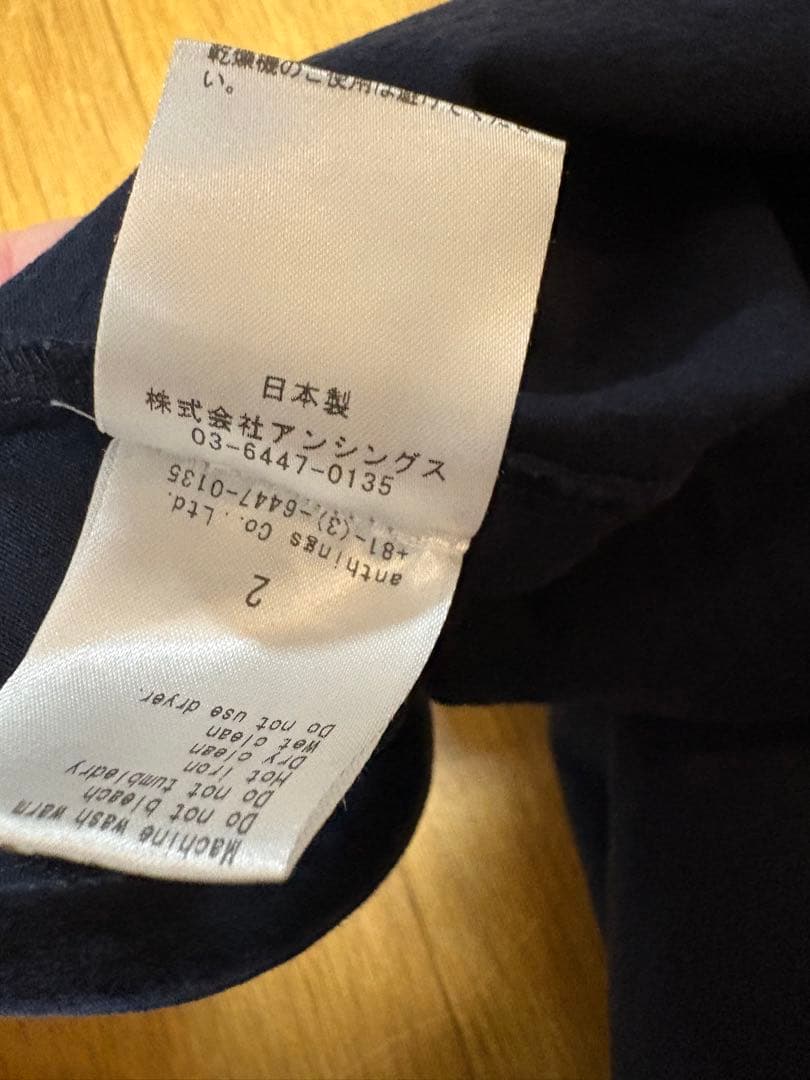 乾燥機のご使用は避けてくださ
い。
日本製
株式会社アンシングス
03-6447-0135
Machine wash warm
Do not bleach
Do not tumbledry
Hot iron
Dry clean
Wet clean
Do not use dryer.
2
anthings Co., Ltd.
+81-(3)-6447-0135